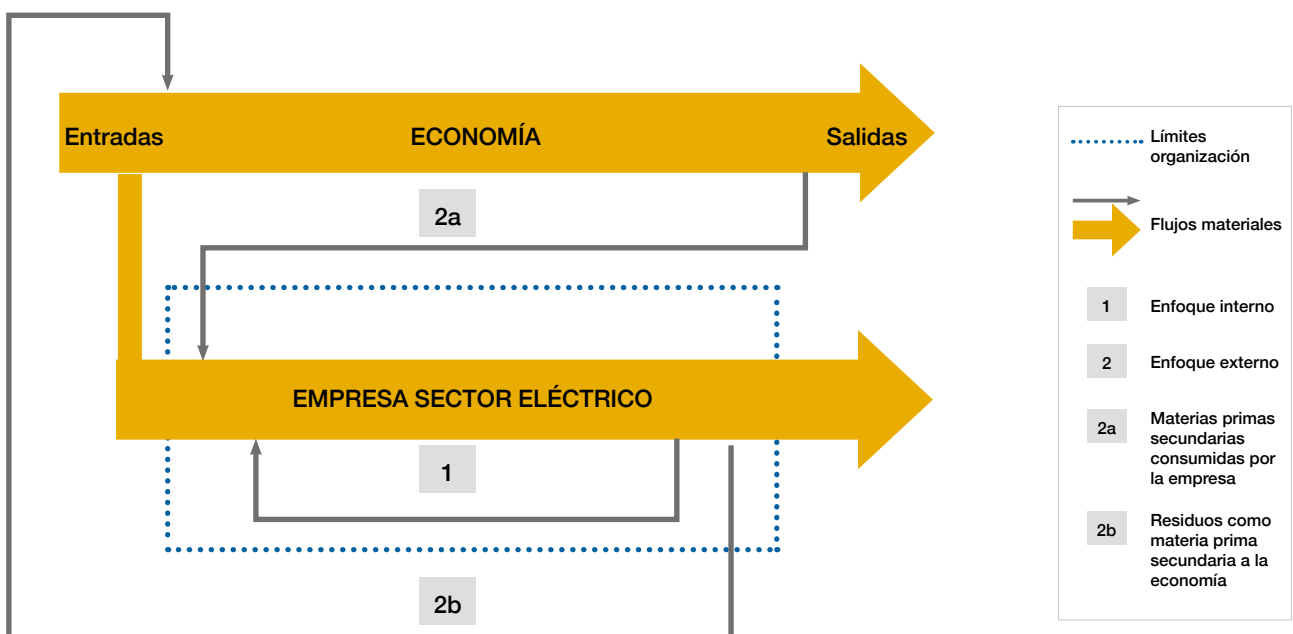 Entradas
ECONOMÍA
Salidas
2a
EMPRESA SECTOR ELÉCTRICO
1
2b
Límites
organización
Flujos materiales
1
Enfoque interno
2
Enfoque externo
2a
Materias primas
secundarias
consumidas por
la empresa
2b
Residuos como
materia prima
secundaria a la
economía